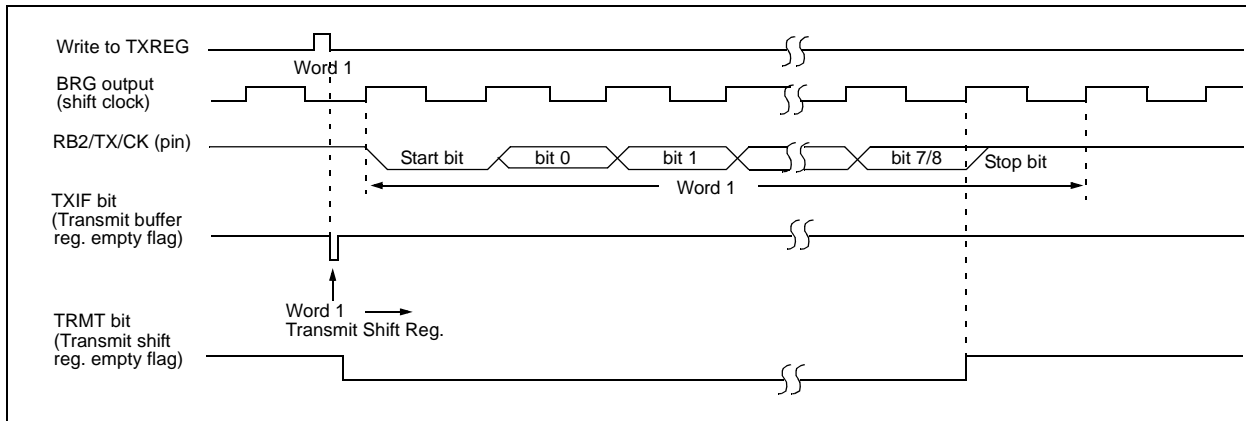 Write to TXREG
Word 1
BRG output
(shift clock)
RB2/TX/CK (pin)
Start bit
bit 0
bit 1
bit 7/8
Stop bit
Word 1
TXIF bit
(Transmit buffer
reg. empty flag)
Word 1
Transmit Shift Reg.
TRMT bit
(Transmit shift
reg. empty flag)